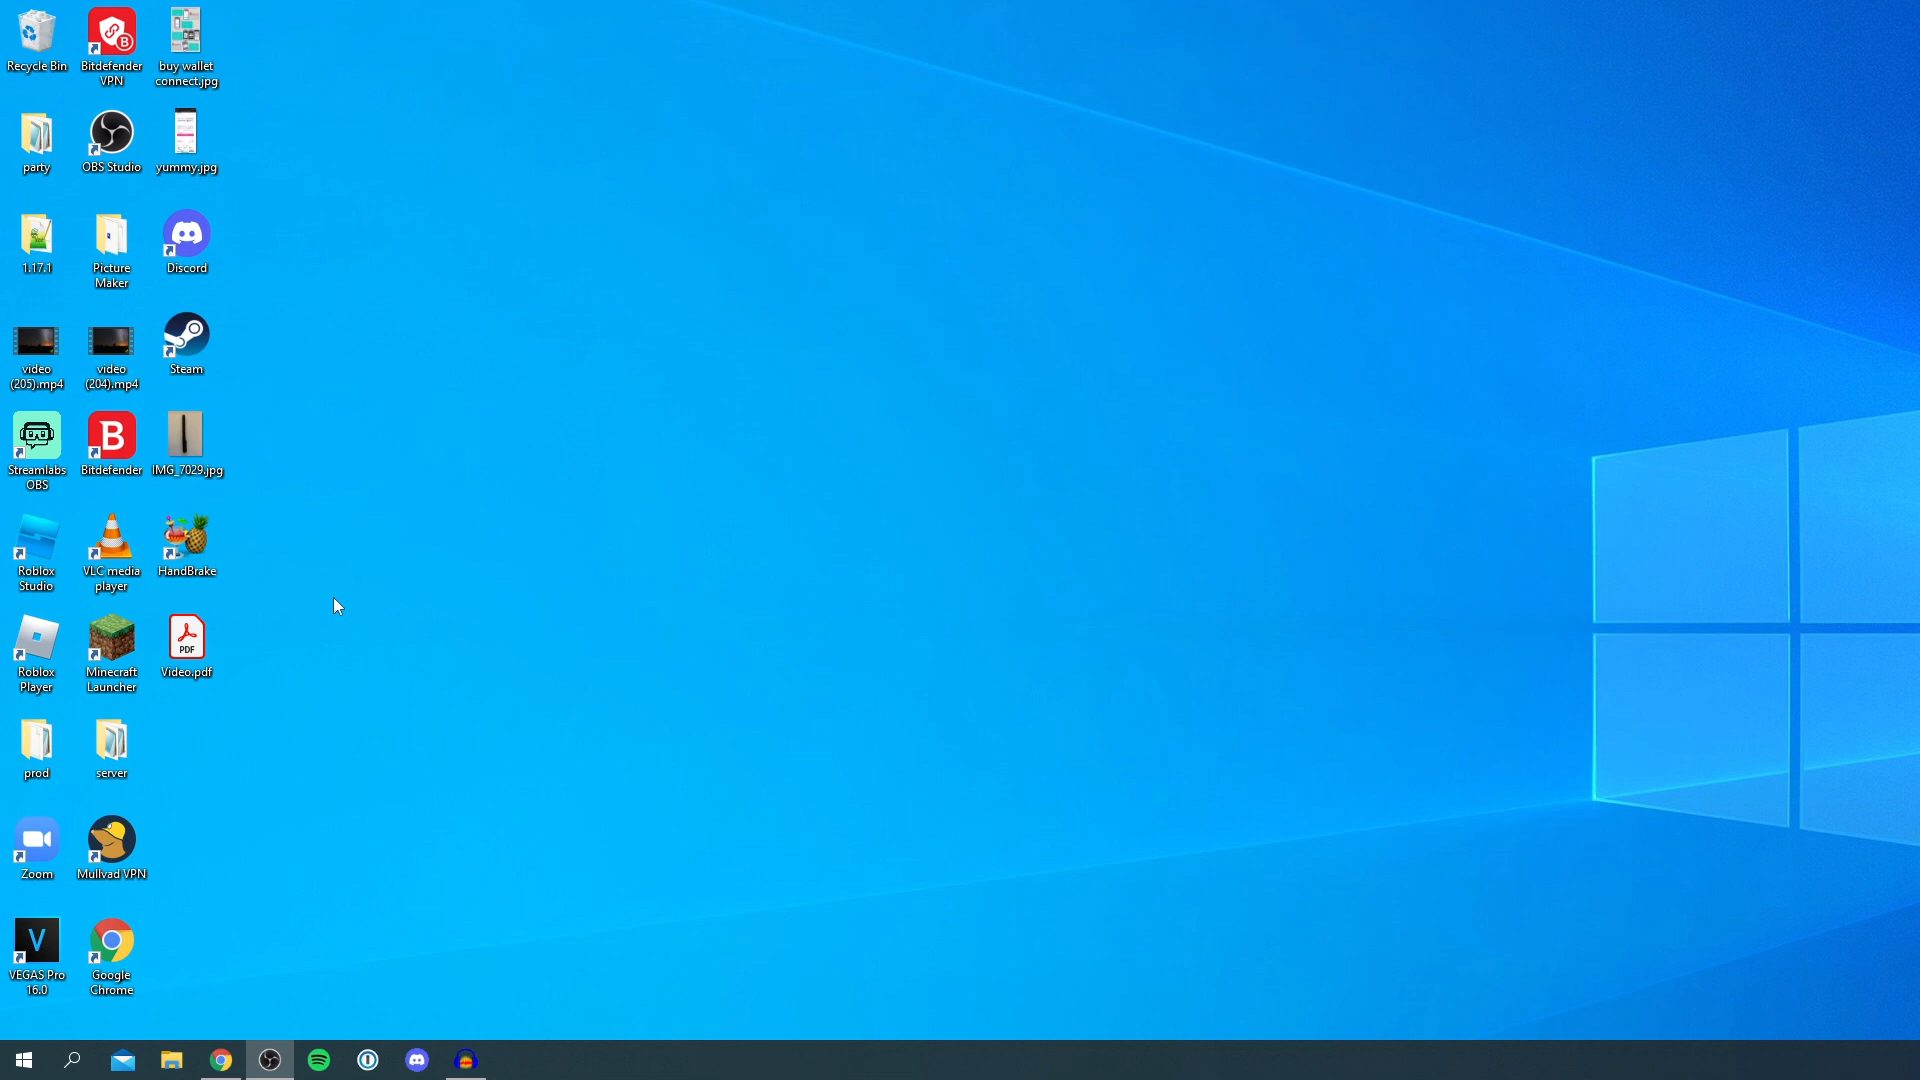 Recycle Bin
Bitdefender
VPN
buy wallet
connect.jpg
party
OBS Studio
yummy.jpg
1.17.1
Picture
Maker
Discord
video
(205).mp4
video
(204).mp4
Steam
Streamlabs
OBS
B
Bitdefender
IMG_7029.jpg
Roblox
Studio
VLC media
player
HandBrake
Roblox
Player
Minecraft
Launcher
PDF
Video.pdf
prod
server
Zoom
Mullvad VPN
V
VEGAS Pro
16.0
Google
Chrome